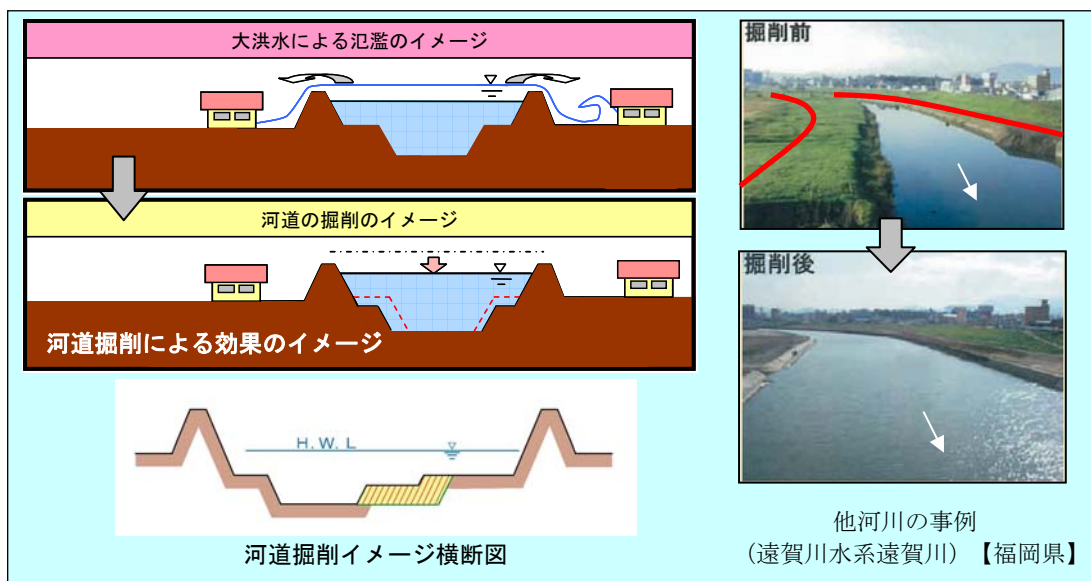 大洪水による氾濫のイメージ
河道の掘削のイメージ
河道掘削による効果のイメージ
H.W.L
河道掘削イメージ横断図
掘削前
掘削後
他河川の事例
（遠賀川水系遠賀川）【福岡県】